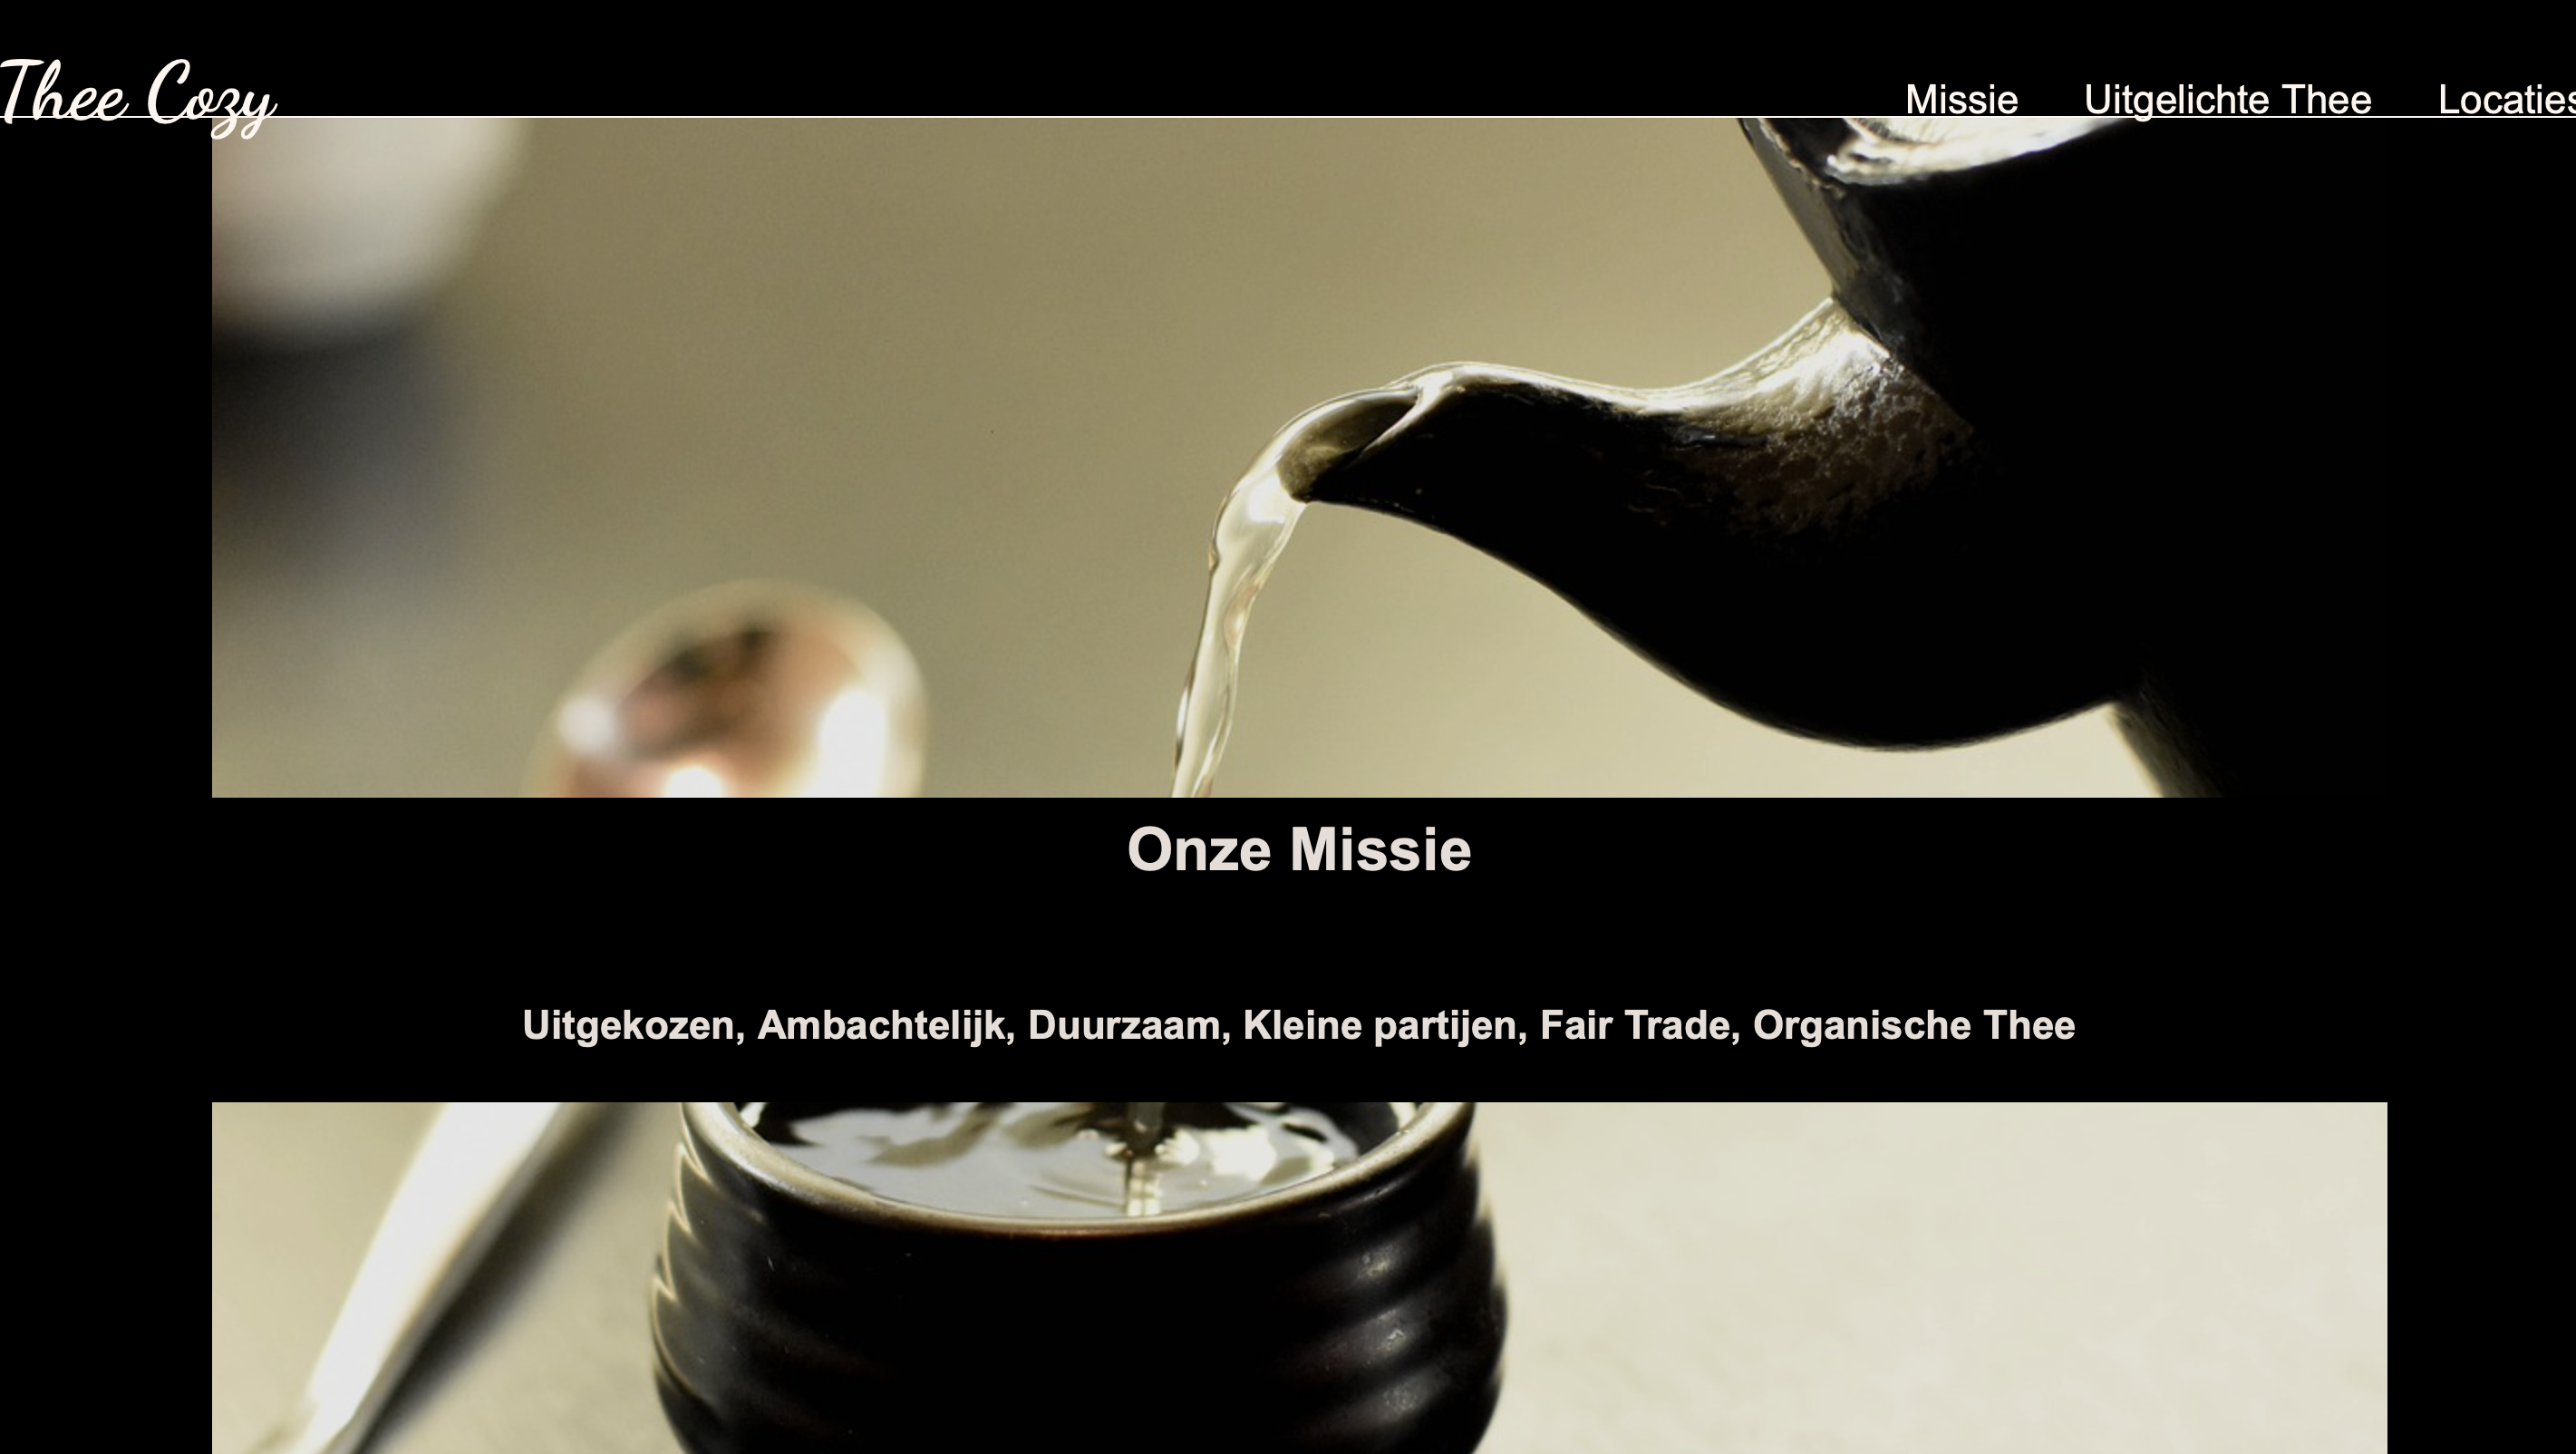 Thee Cozy
Missie Uitgelichte Thee Locaties
Onze Missie
Uitgekozen, Ambachtelijk, Duurzaam, Kleine partijen, Fair Trade, Organische Thee